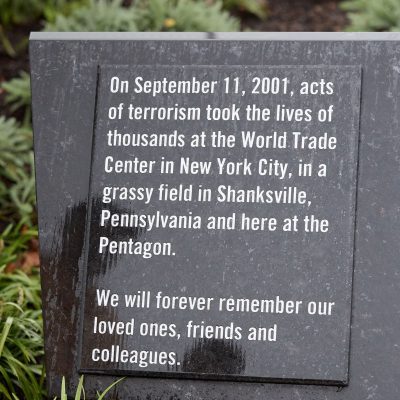 On September 11, 2001, acts
of terrorism took the lives of
thousands at the World Trade
Center in New York City, in a
grassy field in Shanksville,
Pennsylvania and here at the
Pentagon.
We will forever remember our
loved ones, friends and
colleagues.